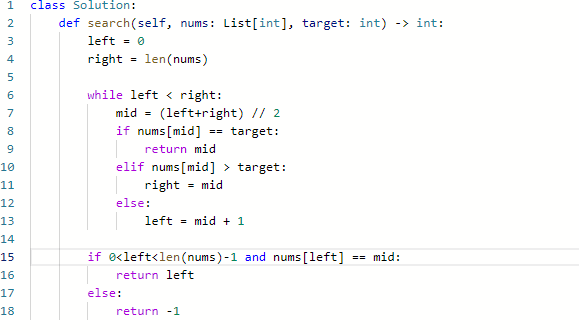 1 class Solution:
2 def search(self, nums: List[int], target: int) -> int:
3 left = 0
4 right = len(nums)
5
6 while left < right:
7 mid = (left+right) // 2
8 if nums[mid] == target:
9 return mid
10 elif nums[mid] > target:
11 right = mid
12 else:
13 left = mid + 1
14
15 if 0<left<len(nums)-1 and nums[left] == mid:
16 return left
17 else:
18 return -1